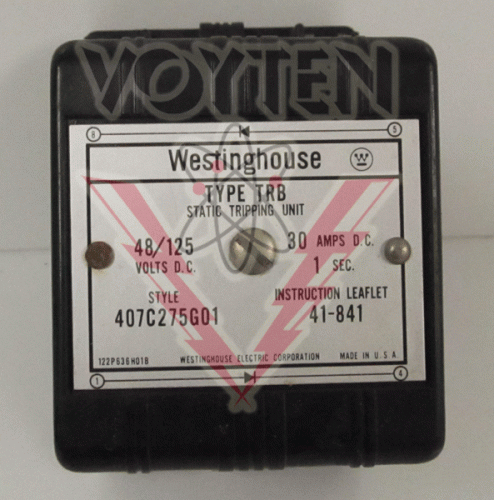 VOYTEN
8 5
Westinghouse W
TYPE TRB
STATIC TRIPPING UNIT
48/125 30 AMPS D.C.
VOLTS D.C. 1 SEC.
STYLE INSTRUCTION LEAFLET
407C275G01 41-841
122P636H01B WESTINGHOUSE ELECTRIC CORPORATION MADE IN U.S.A
1 4